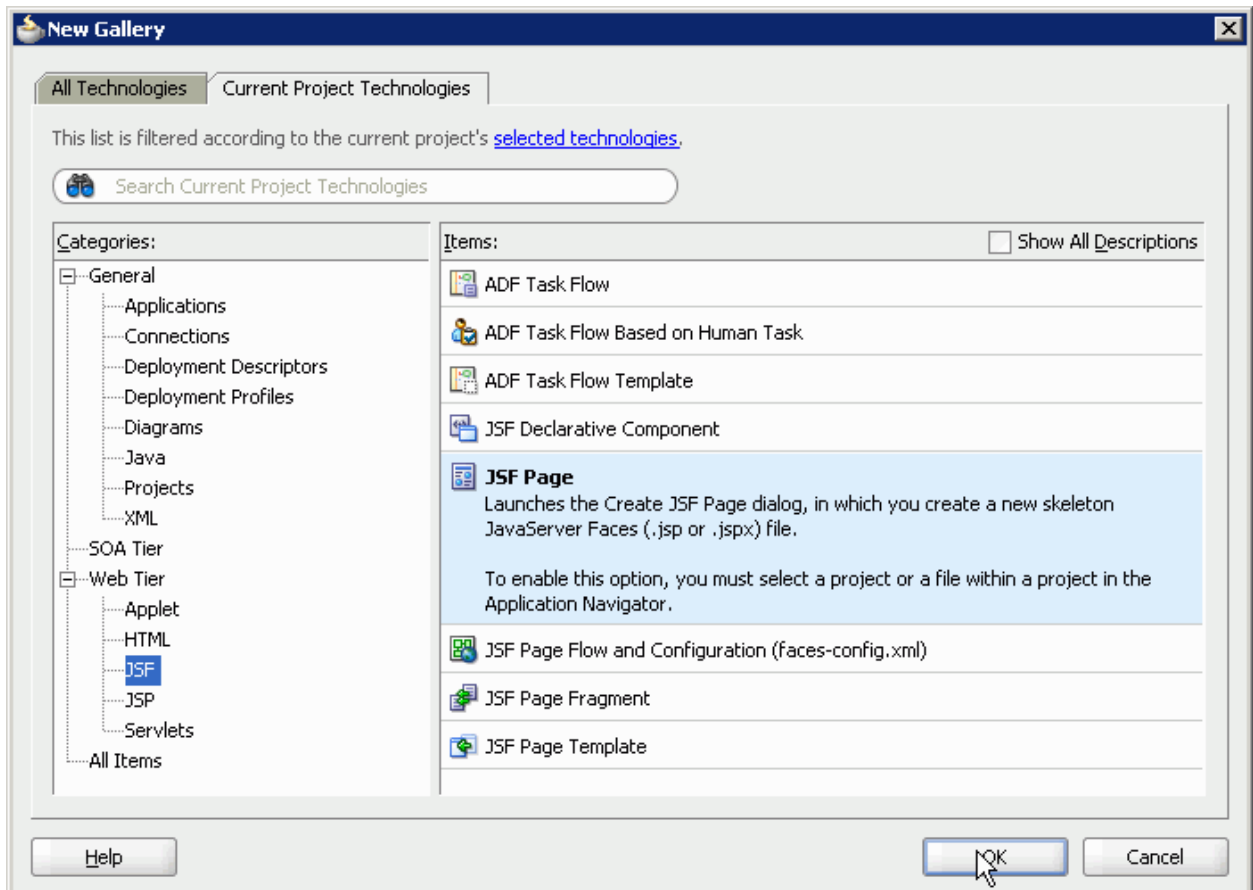 New Gallery
All Technologies
Current Project Technologies
This list is filtered according to the current project's selected technologies.
Search Current Project Technologies
Categories:
General
Applications
Connections
Deployment Descriptors
Deployment Profiles
Diagrams
Java
Projects
XML
SOA Tier
Web Tier
Applet
HTML
JSF
JSP
Servlets
All Items
Items:
Show All Descriptions
ADF Task Flow
ADF Task Flow Based on Human Task
ADF Task Flow Template
JSF Declarative Component
JSF Page
Launches the Create JSF Page dialog, in which you create a new skeleton
JavaServer Faces (.jsp or .jspx) file.
To enable this option, you must select a project or a file within a project in the
Application Navigator.
JSF Page Flow and Configuration (faces-config.xml)
JSF Page Fragment
JSF Page Template
Help
OK
Cancel